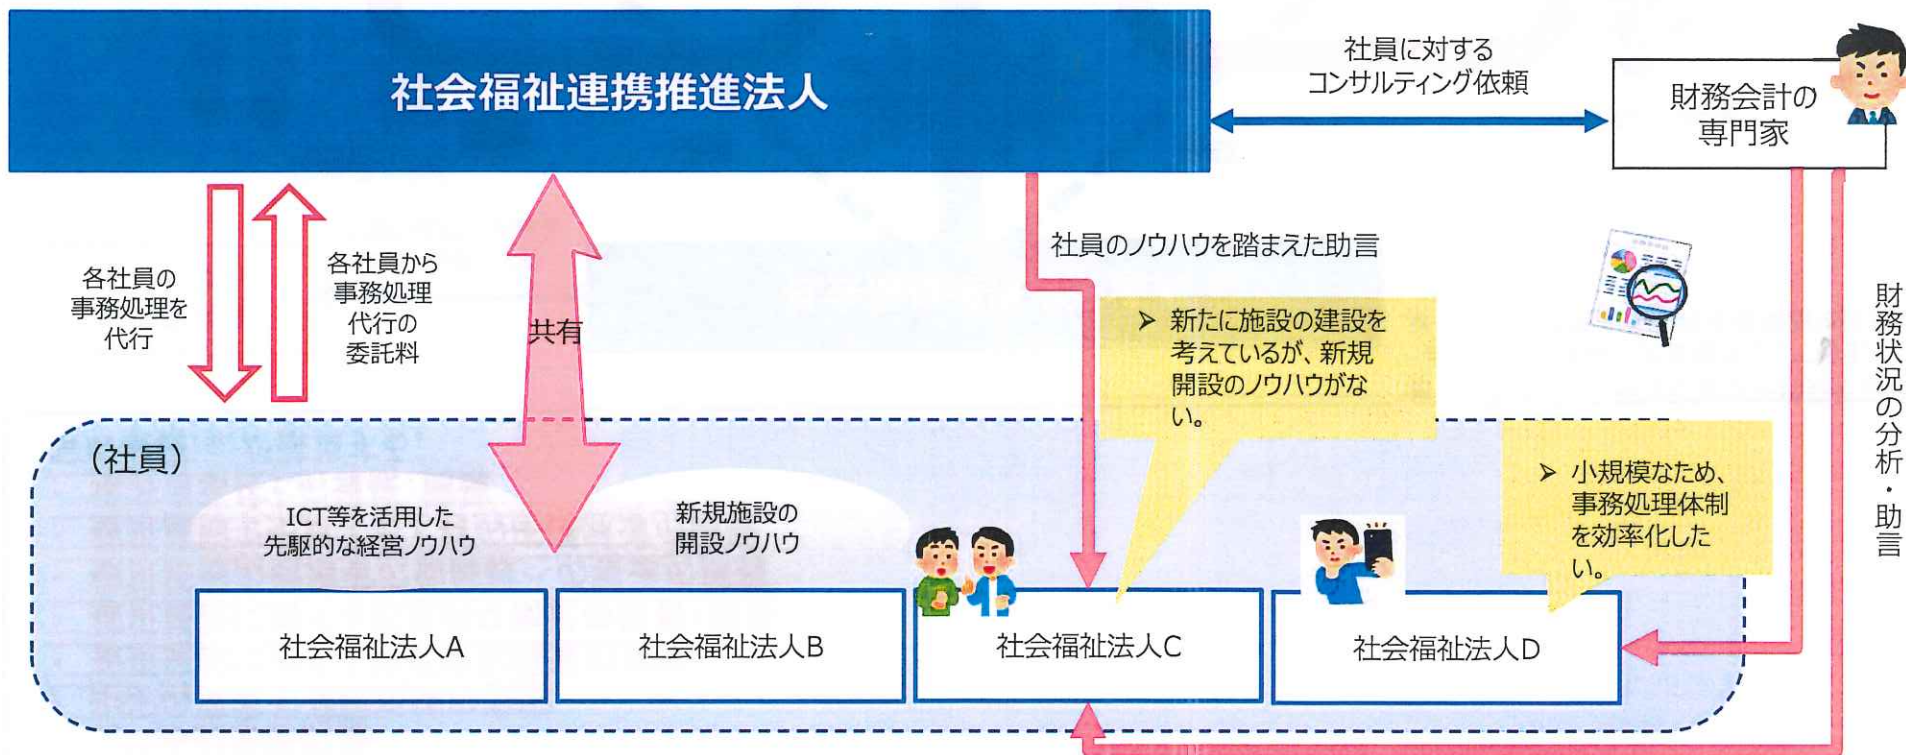 社会福祉連携推進法人
社員に対する
コンサルティング依頼
財務会計の
専門家
各社員の
事務処理を
代行
各社員から
事務処理
代行の
委託料
共有
社員のノウハウを踏まえた助言
➢ 新たに施設の建設を
考えているが、新規
開設のノウハウがな
い。
財務状況の分析・助言
（社員）
ICT等を活用した
先駆的な経営ノウハウ
新規施設の
開設ノウハウ
➢ 小規模なため、
事務処理体制
を効率化した
い。
社会福祉法人A
社会福祉法人B
社会福祉法人C
社会福祉法人D